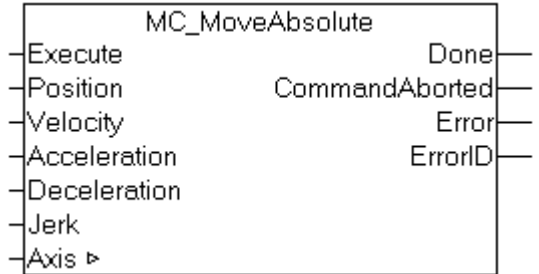 MC_MoveAbsolute
Execute Done
Position CommandAborted
Velocity Error
Acceleration ErrorID
Deceleration
Jerk
Axis ▷